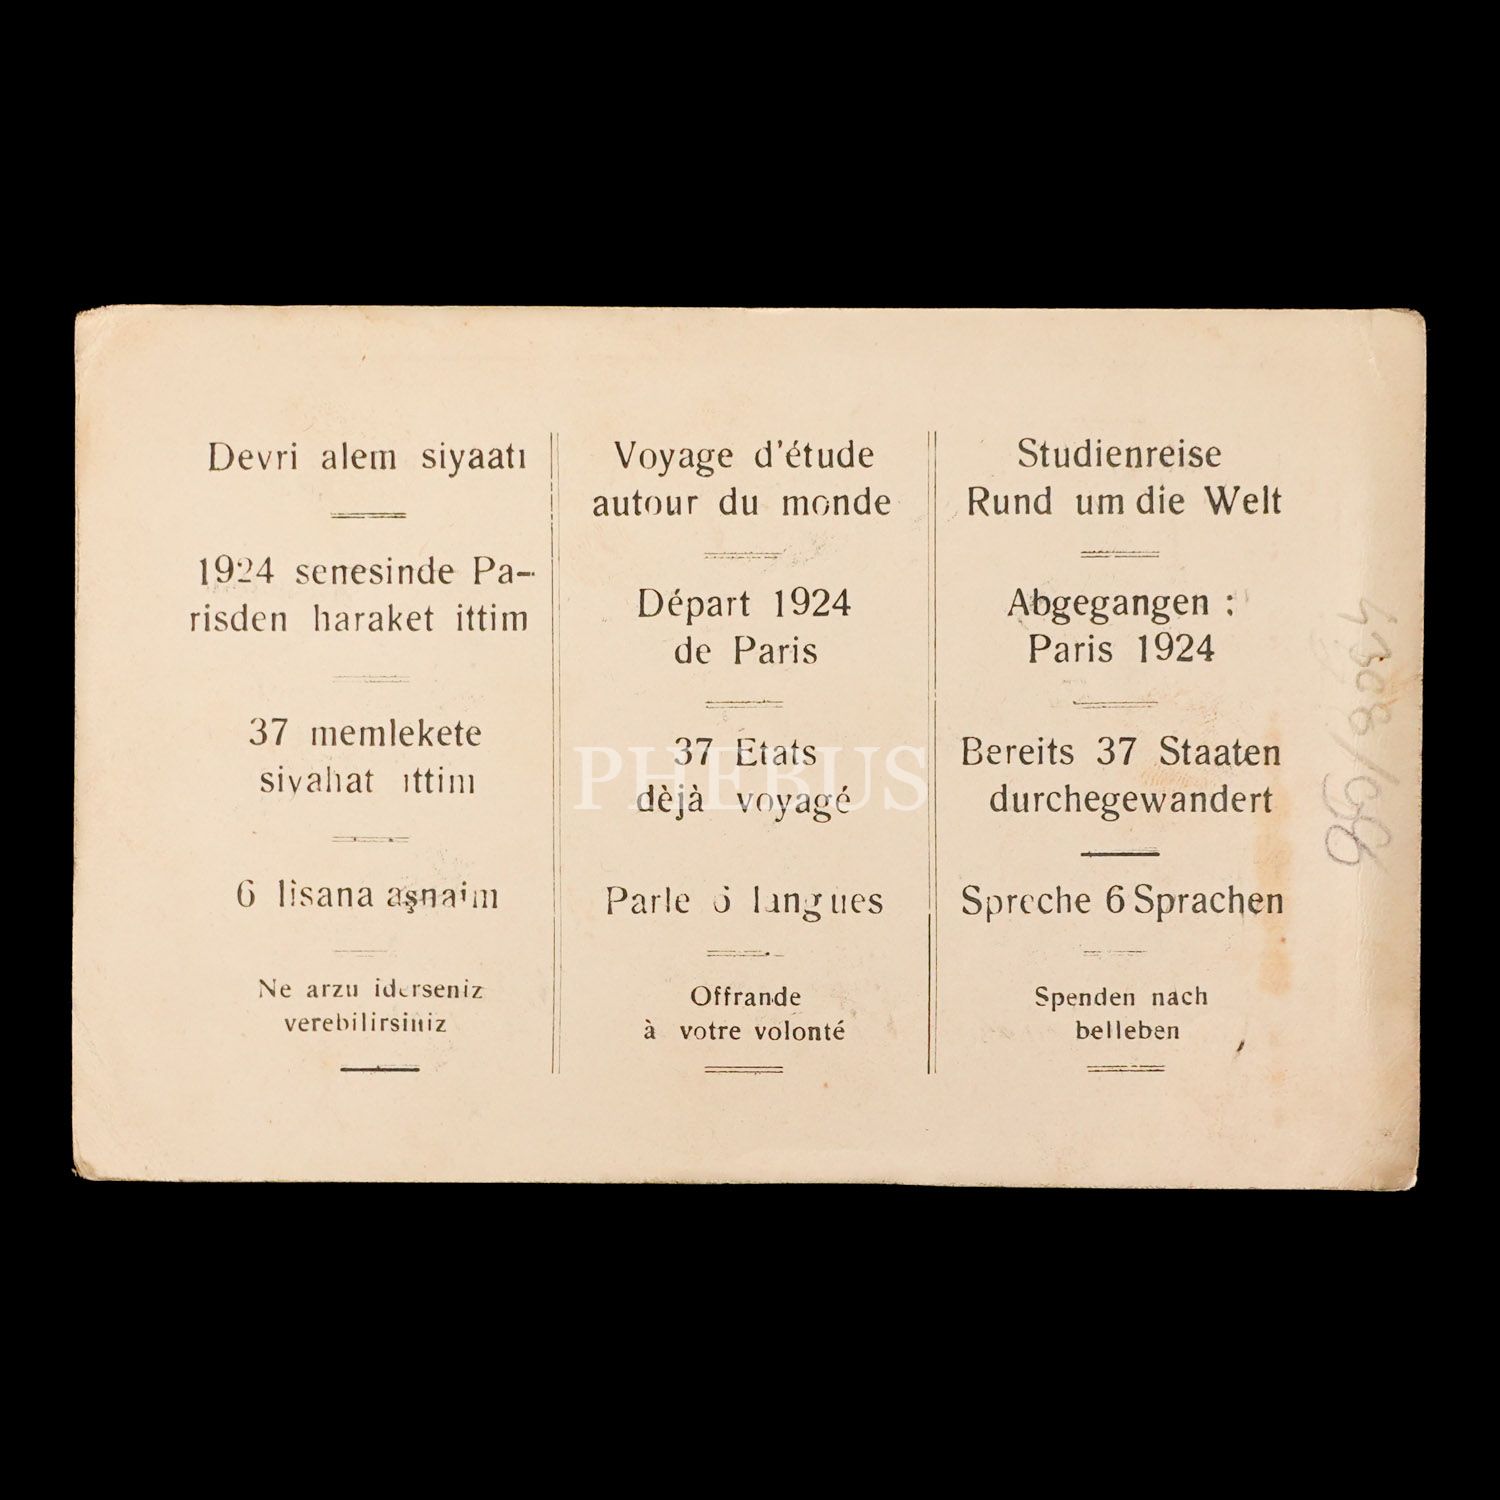 Devri alem siyaatı
1924 senesinde Pa-
risden haraket ittim
37 memlekete
siyahat ittim
6 lisana aşnaim
Ne arzu iderseniz
verebilirsiniz
Voyage d'étude
autour du monde
Départ 1924
de Paris
37 Etats
dèjà voyagé
Parle 6 langues
Offrande
à votre volonté
Studienreise
Rund um die Welt
Abgegangen :
Paris 1924
Bereits 37 Staaten
durchegewandert
Spreche 6 Sprachen
Spenden nach
belleben
PHEBUS